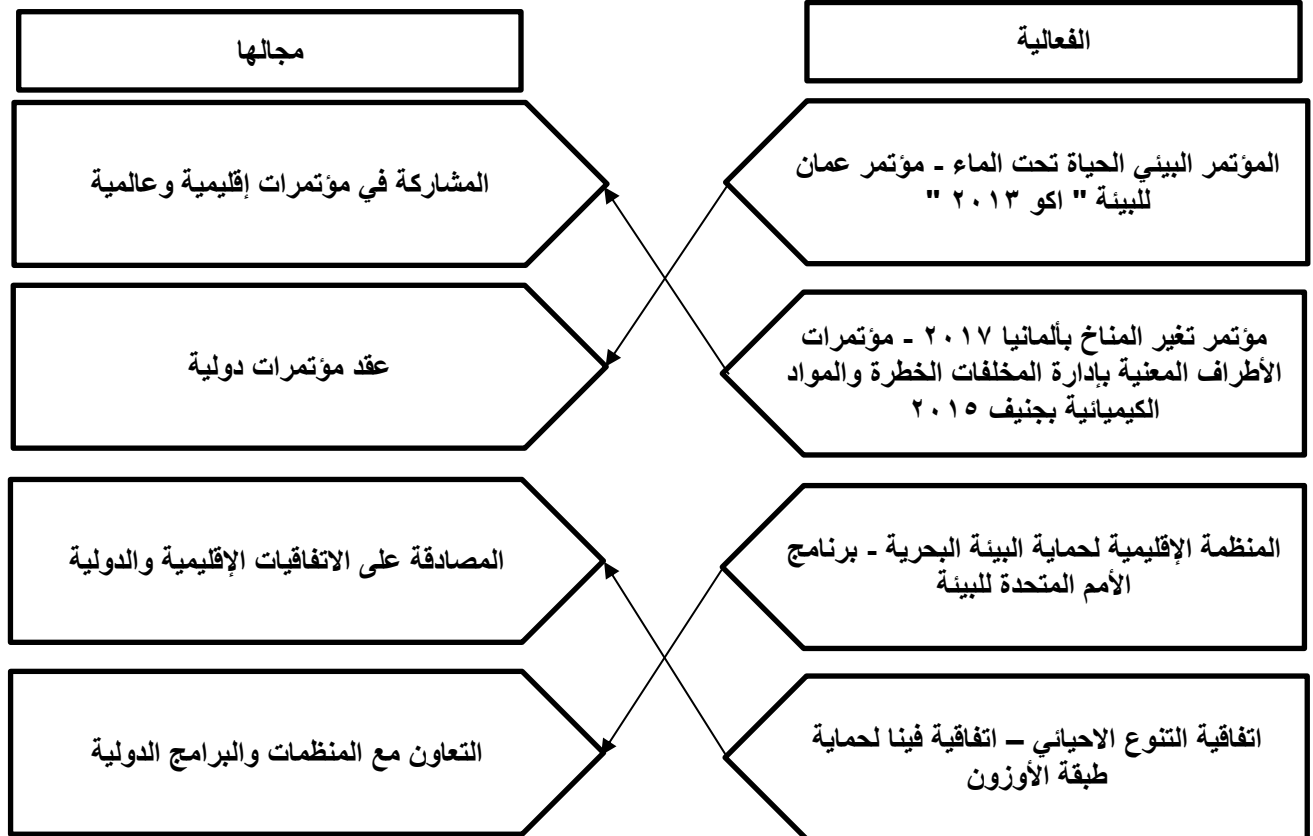 الفعالية
مجالها
المؤتمر البيئي الحياة تحت الماء - مؤتمر عمان
للبيئة " اكو ٢٠١٣ "
المشاركة في مؤتمرات إقليمية وعالمية
مؤتمر تغير المناخ بألمانيا ٢٠١٧ - مؤتمرات
الأطراف المعنية بإدارة المخلفات الخطرة والمواد
الكيميائية بجنيف ٢٠١٥
عقد مؤتمرات دولية
المنظمة الإقليمية لحماية البيئة البحرية - برنامج
الأمم المتحدة للبيئة
المصادقة على الاتفاقيات الإقليمية والدولية
اتفاقية التنوع الاحيائي – اتفاقية فينا لحماية
طبقة الأوزون
التعاون مع المنظمات والبرامج الدولية